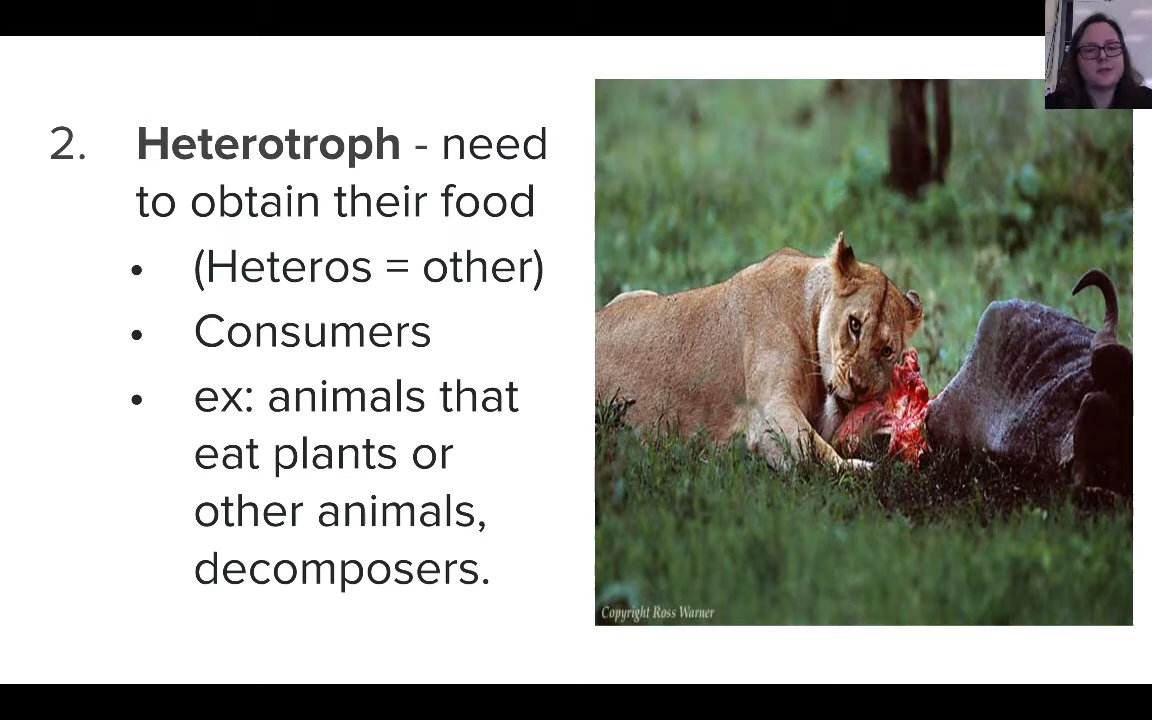 2. Heterotroph - need
to obtain their food
• (Heteros = other)
• Consumers
• ex: animals that
eat plants or
other animals,
decomposers.
Copyright Ross Warner